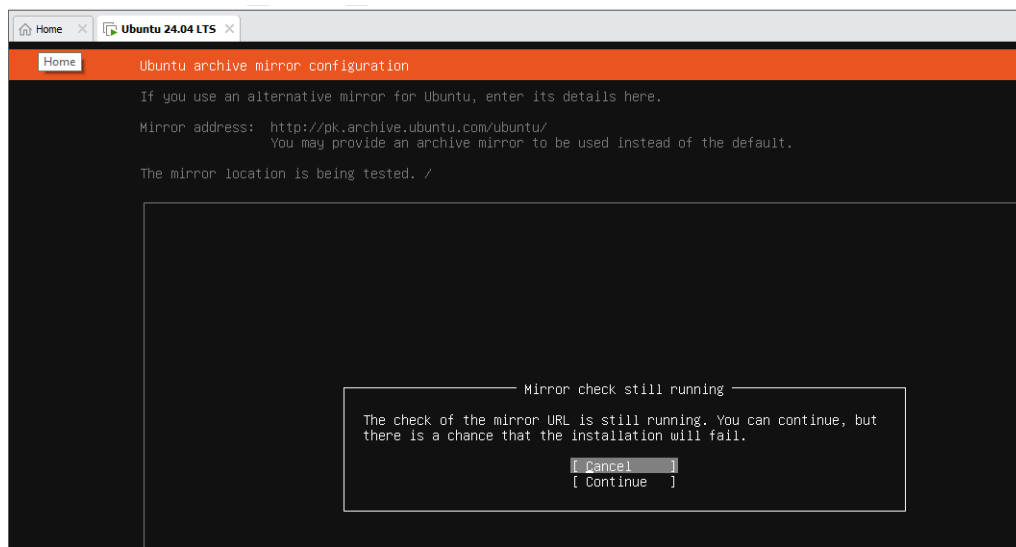 Home
Ubuntu 24.04 LTS
Home
Ubuntu archive mirror configuration
If you use an alternative mirror for Ubuntu, enter its details here.
Mirror address: http://pk.archive.ubuntu.com/ubuntu/
You may provide an archive mirror to be used instead of the default.
The mirror location is being tested. /
Mirror check still running
The check of the mirror URL is still running. You can continue, but
there is a chance that the installation will fail.
[ Cancel ]
[ Continue ]